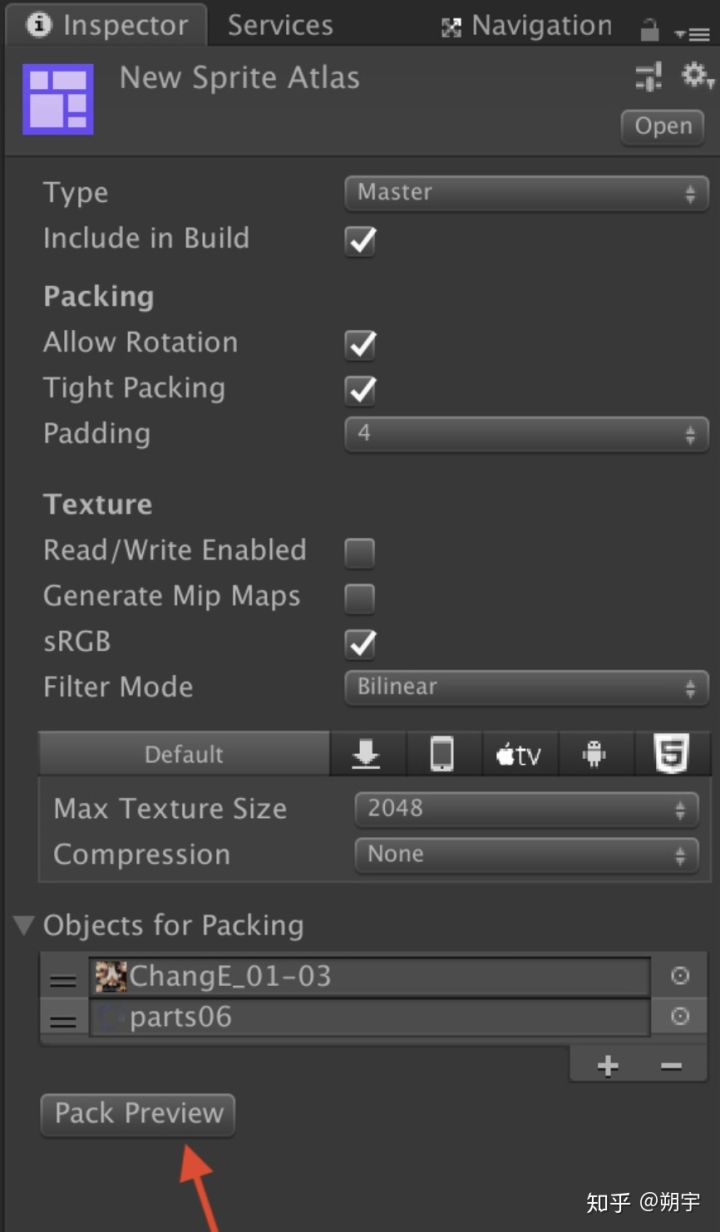 Inspector Services Navigation
New Sprite Atlas
Open
Type Master
Include in Build
Packing
Allow Rotation
Tight Packing
Padding 4
Texture
Read/Write Enabled
Generate Mip Maps
sRGB
Filter Mode Bilinear
Default tv 5
Max Texture Size 2048
Compression None
Objects for Packing
ChangE_01-03
parts06
Pack Preview
知乎 @朔宇